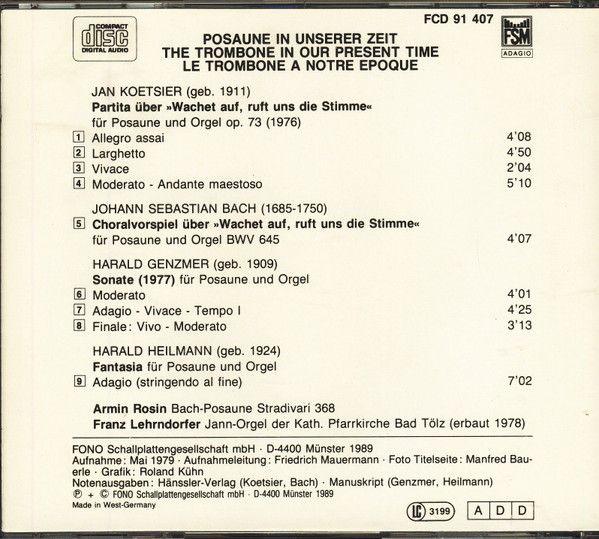 COMPACT
disc
DIGITAL AUDIO
FCD 91 407
FSM
ADAGIO
POSAUNE IN UNSERER ZEIT
THE TROMBONE IN OUR PRESENT TIME
LE TROMBONE A NOTRE EPOQUE
JAN KOETSIER (geb. 1911)
Partita über »Wachet auf, ruft uns die Stimme«
für Posaune und Orgel op. 73 (1976)
1 Allegro assai 4'08
2 Larghetto 4'50
3 Vivace 2'04
4 Moderato - Andante maestoso 5'10
JOHANN SEBASTIAN BACH (1685-1750)
5 Choralvorspiel über »Wachet auf, ruft uns die Stimme«
für Posaune und Orgel BWV 645 4'07
HARALD GENZMER (geb. 1909)
Sonate (1977) für Posaune und Orgel
6 Moderato 4'01
7 Adagio - Vivace - Tempo I 4'25
8 Finale: Vivo - Moderato 3'13
HARALD HEILMANN (geb. 1924)
Fantasia für Posaune und Orgel
9 Adagio (stringendo al fine) 7'02
Armin Rosin Bach-Posaune Stradivari 368
Franz Lehrndorfer Jann-Orgel der Kath. Pfarrkirche Bad Tölz (erbaut 1978)
FONO Schallplattengesellschaft mbH · D-4400 Münster 1989
Aufnahme: Mai 1979 · Aufnahmeleitung: Friedrich Mauermann · Foto Titelseite: Manfred Bau-
erle · Grafik: Roland Kühn
Notenausgaben: Hänssler-Verlag (Koetsier, Bach) · Manuskript (Genzmer, Heilmann)
℗ + © FONO Schallplattengesellschaft mbH · D-4400 Münster 1989
Made in West-Germany
LC 3199
A D D